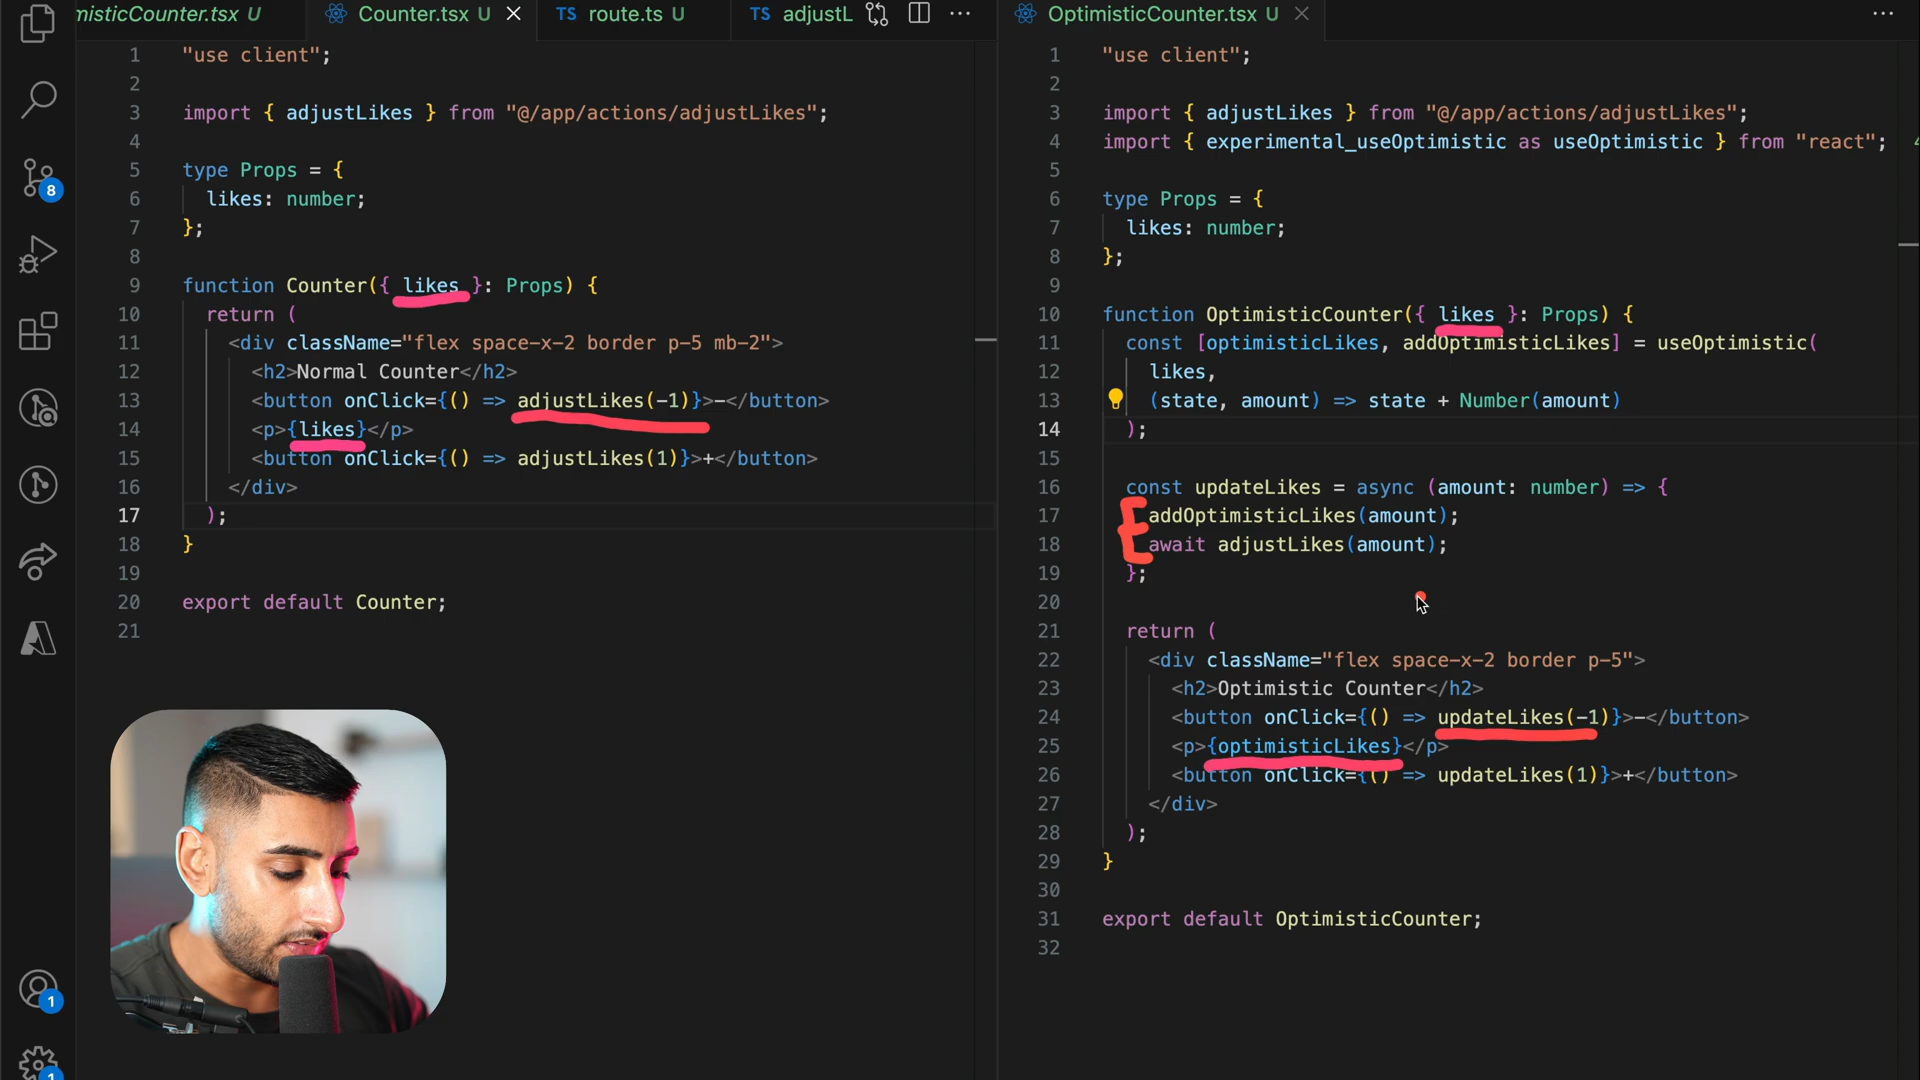 misticCounter.tsx U
Counter.tsx U
TS route.ts U
TS adjustL
1 "use client";
2
3 import { adjustLikes } from "@/app/actions/adjustLikes";
4
5 type Props = {
6 likes: number;
7 };
8
9 function Counter({ likes }: Props) {
10 return (
11 <div className="flex space-x-2 border p-5 mb-2">
12 <h2>Normal Counter</h2>
13 <button onClick={() => adjustLikes(-1)}>-</button>
14 <p>{likes}</p>
15 <button onClick={() => adjustLikes(1)}>+</button>
16 </div>
17 );
18 }
19
20 export default Counter;
21
OptimisticCounter.tsx U
1 "use client";
2
3 import { adjustLikes } from "@/app/actions/adjustLikes";
4 import { experimental_useOptimistic as useOptimistic } from "react";
5
6 type Props = {
7 likes: number;
8 };
9
10 function OptimisticCounter({ likes }: Props) {
11 const [optimisticLikes, addOptimisticLikes] = useOptimistic(
12 likes,
13 (state, amount) => state + Number(amount)
14 );
15
16 const updateLikes = async (amount: number) => {
17 addOptimisticLikes(amount);
18 await adjustLikes(amount);
19 };
20
21 return (
22 <div className="flex space-x-2 border p-5">
23 <h2>Optimistic Counter</h2>
24 <button onClick={() => updateLikes(-1)}>-</button>
25 <p>{optimisticLikes}</p>
26 <button onClick={() => updateLikes(1)}>+</button>
27 </div>
28 );
29 }
30
31 export default OptimisticCounter;
32
8
1
1